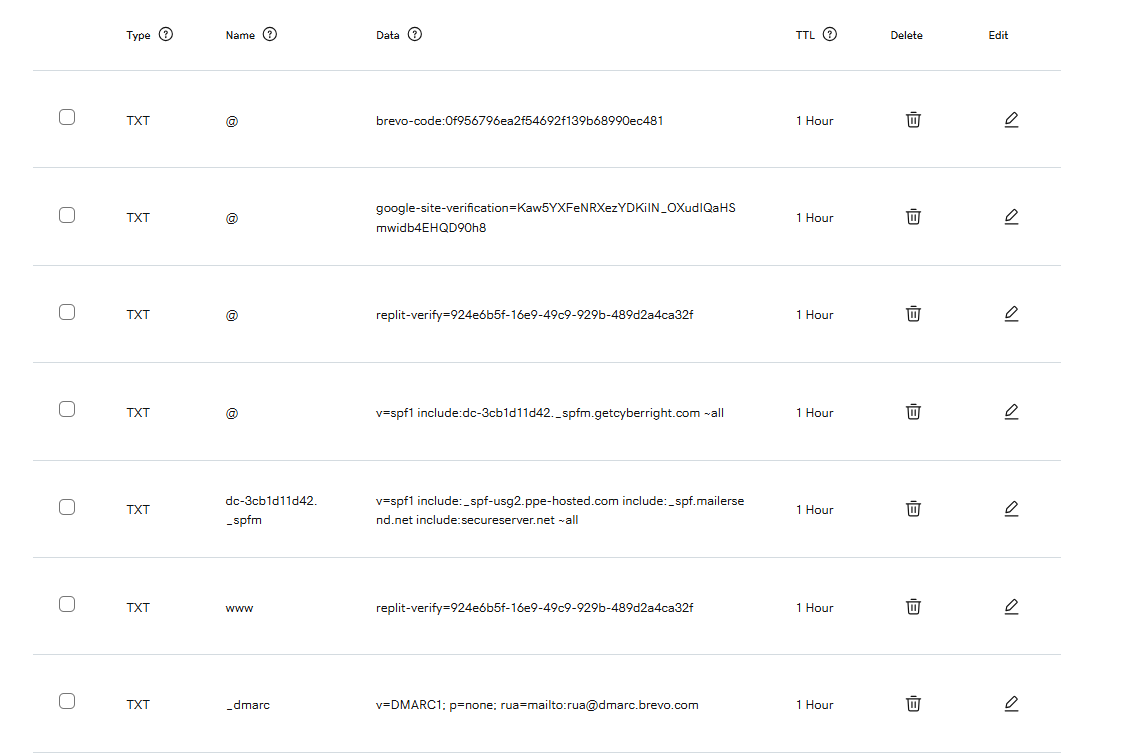 Type Name Data TTL Delete Edit
TXT @ brevo-code:0f956796ea2f54692f139b68990ec481 1 Hour
TXT @ google-site-verification=Kaw5YXFeNRXezYDKiIN_OXudIQaHS
mwidb4EHQD90h8 1 Hour
TXT @ replit-verify=924e6b5f-16e9-49c9-929b-489d2a4ca32f 1 Hour
TXT @ v=spf1 include:dc-3cb1d11d42._spfm.getcyberright.com ~all 1 Hour
TXT dc-3cb1d11d42. v=spf1 include:_spf-usg2.ppe-hosted.com include:_spf.mailerse 1 Hour
_spfm nd.net include:secureserver.net ~all
TXT www replit-verify=924e6b5f-16e9-49c9-929b-489d2a4ca32f 1 Hour
TXT _dmarc v=DMARC1; p=none; rua=mailto:rua@dmarc.brevo.com 1 Hour